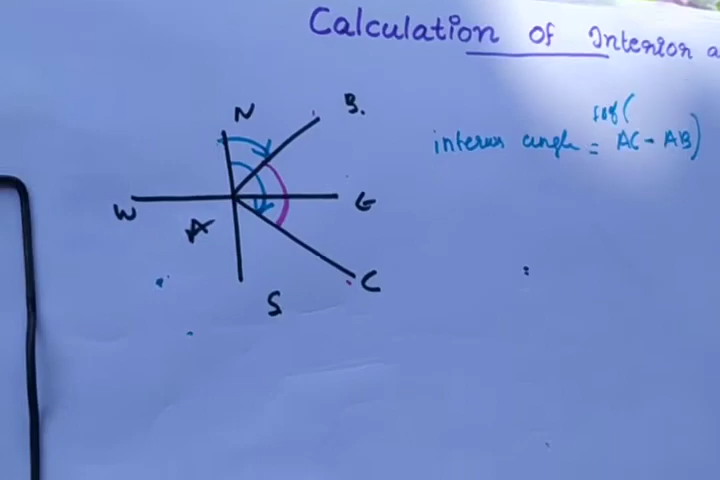 Calculation of Interior a
N
B.
interior angle = AC - AB)
W
E
A
C
S